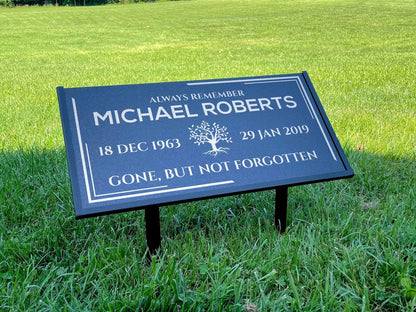 ALWAYS REMEMBER
MICHAEL ROBERTS
18 DEC 1963 29 JAN 2019
GONE, BUT NOT FORGOTTEN